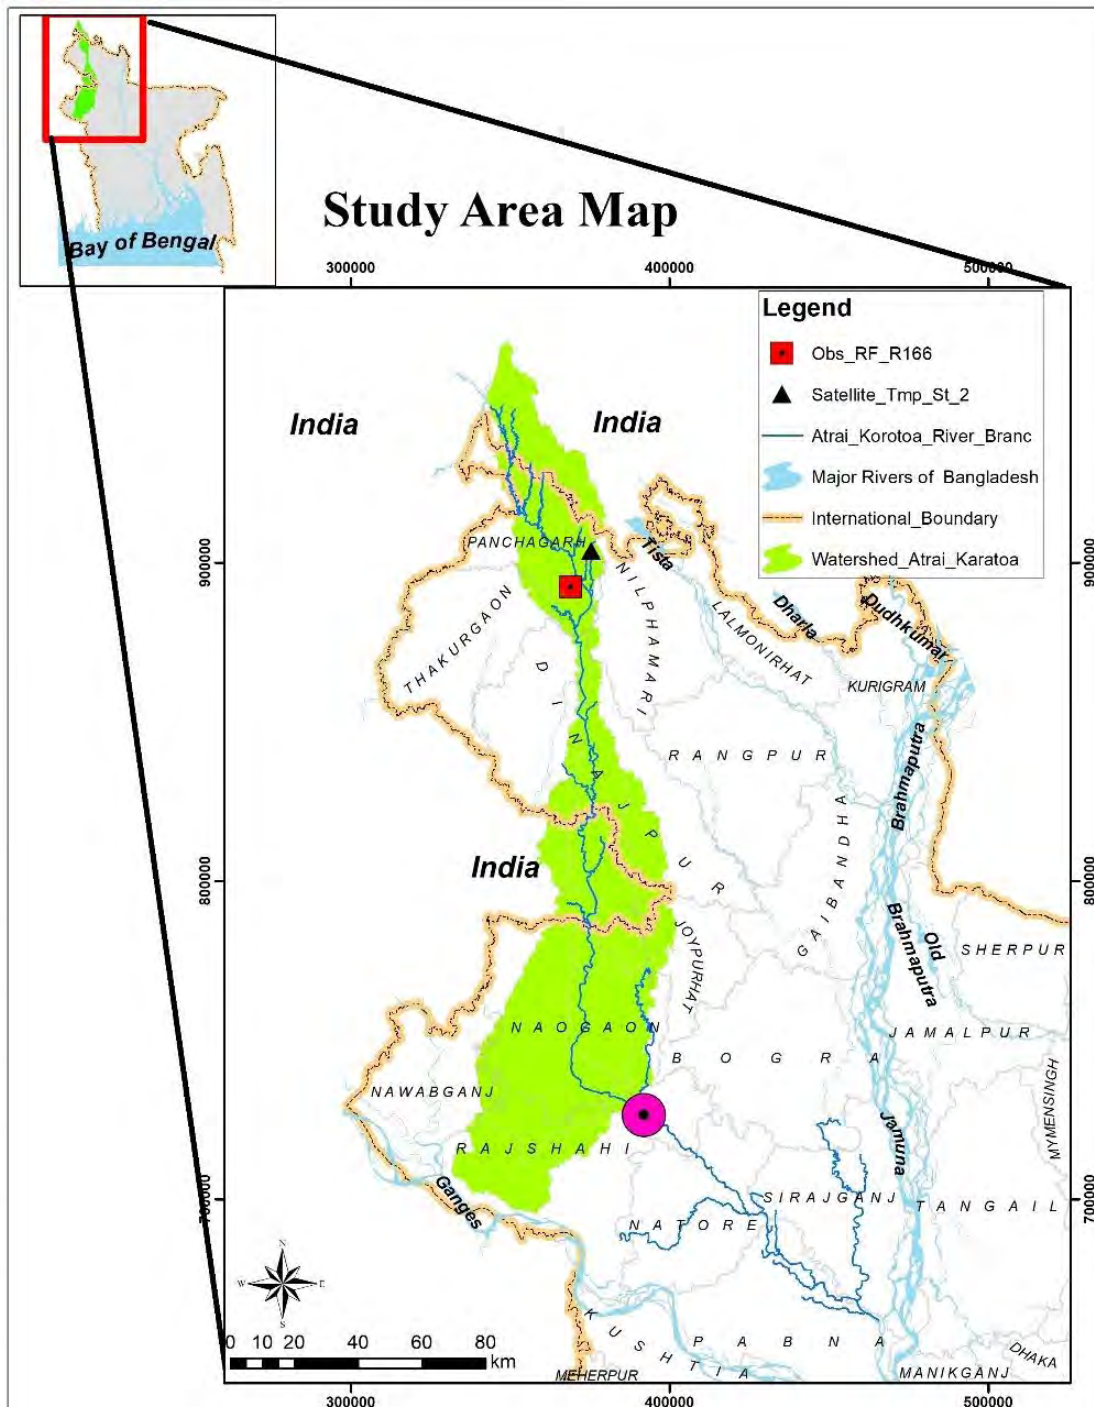 Bay of Bengal
Study Area Map
300000
400000
500000
Legend
Obs_RF_R166
Satellite_Tmp_St_2
Atrai_Korotoa_River_Branc
Major Rivers of Bangladesh
International_Boundary
Watershed_Atrai_Karatoa
India
India
PANCHAGARH
Tista
900000
900000
NILPHAMARI
THAKURGAON
LALMONIRHAT
Dharla
Dudhkumar
KURIGRAM
DINAJPUR
RANGPUR
Brahmaputra
GAIBANDHA
India
800000
800000
JOYPURHAT
Old
Brahmaputra
SHERPUR
NAOGAON
BOGRA
JAMALPUR
NAWABGANJ
MYMENSINGH
RAJSHAHI
Jamuna
Ganges
SIRAJGANJ
TANGAIL
700000
700000
NATORE
N
W
E
S
KUSHTIA
PABNA
DHAKA
MANIKGANJ
MEHERPUR
0 10 20 40 60 80
km
300000
400000
500000